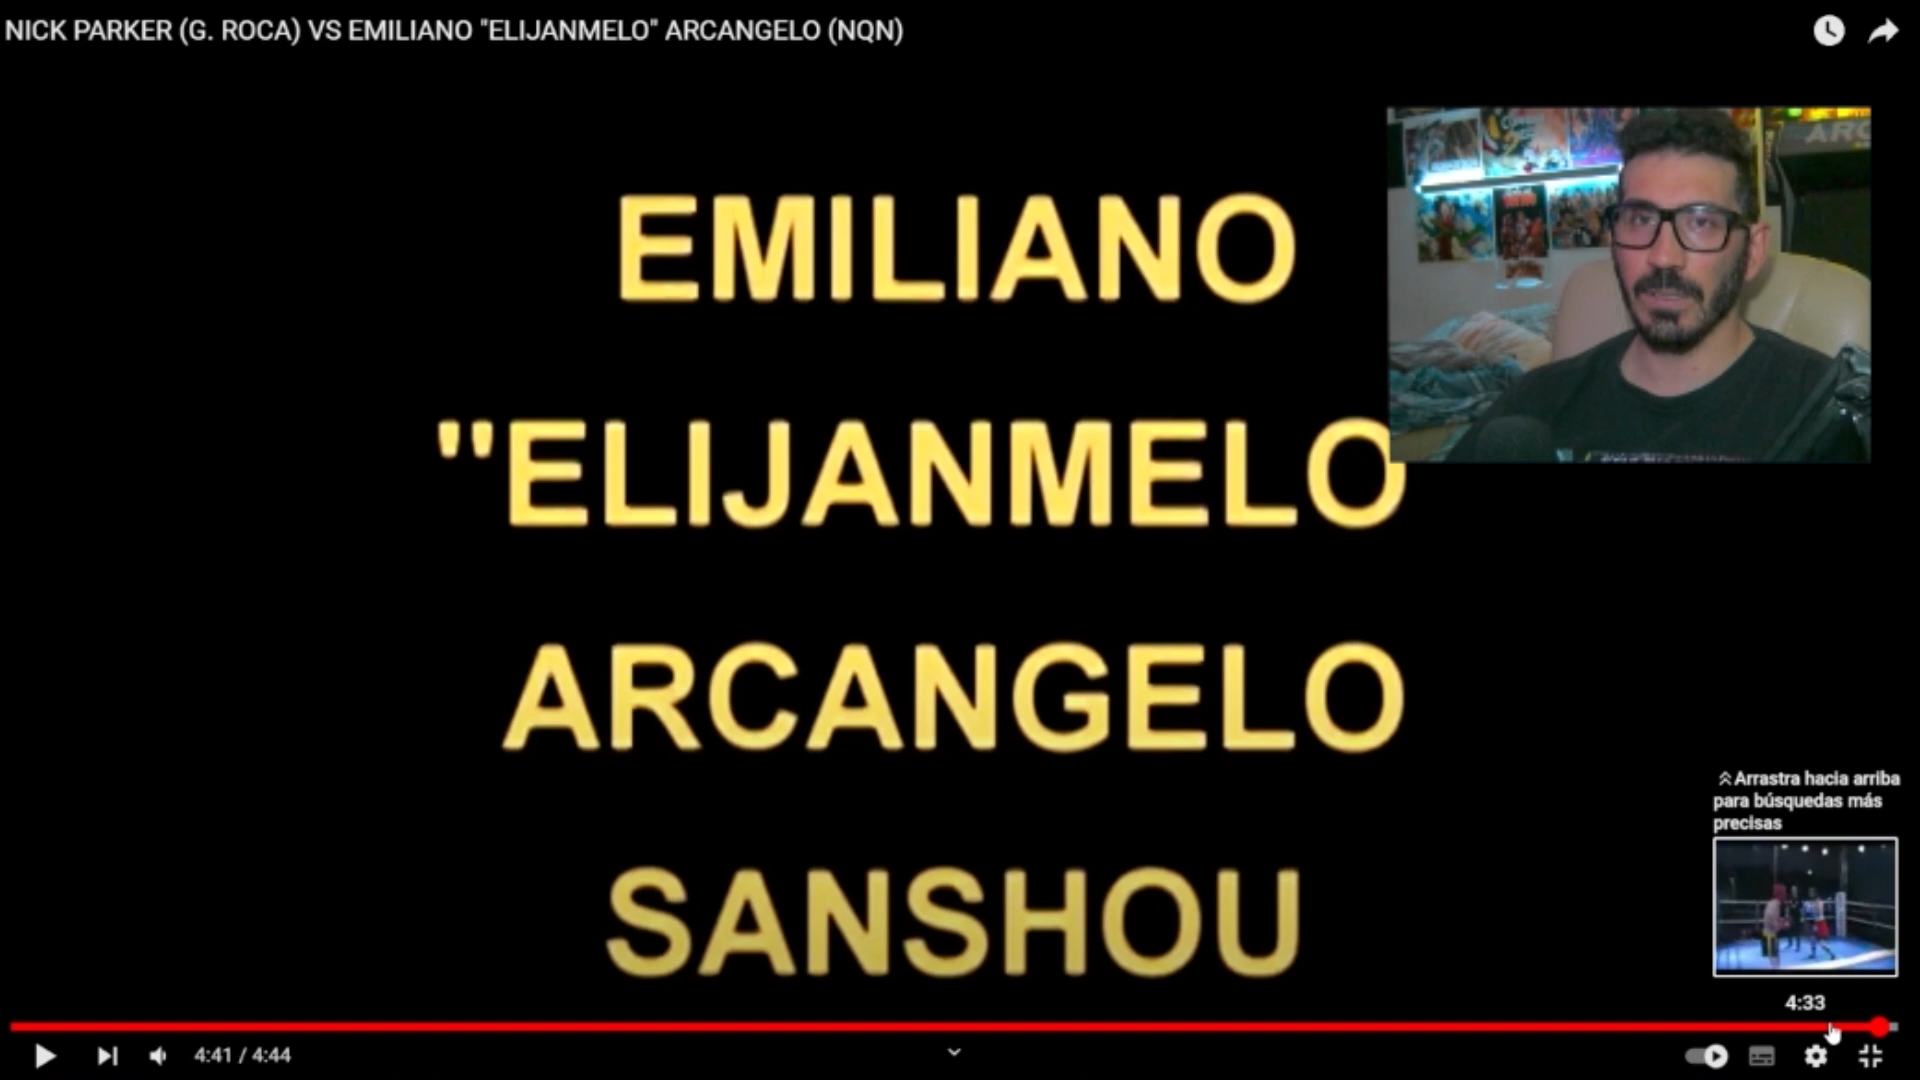 NICK PARKER (G. ROCA) VS EMILIANO "ELIJANMELO" ARCANGELO (NQN)
ARC
EMILIANO
"ELIJANMELO
ARCANGELO
SANSHOU
Arrastra hacia arriba
para búsquedas más
precisas
4:33
4:41 / 4:44